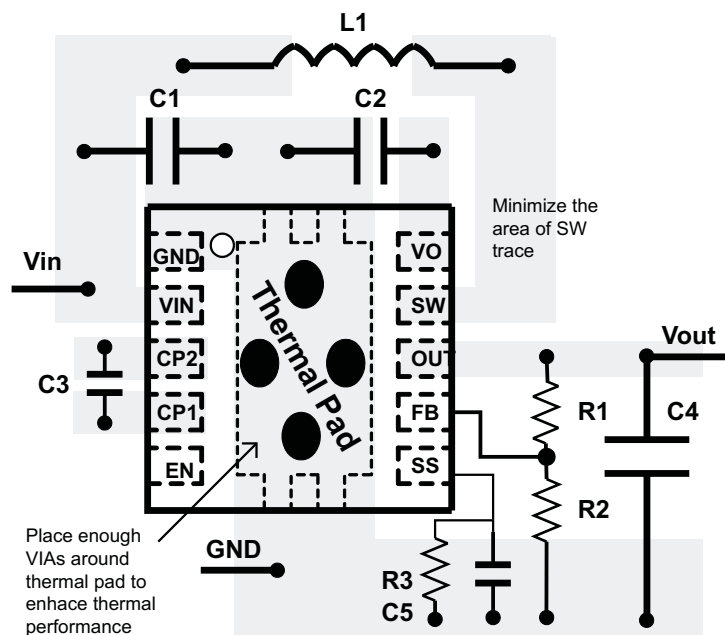 L1
C1
C2
Minimize the
area of SW
trace
Vin
GND
VO
VIN
SW
CP2
OUT
Vout
C3
CP1
FB
R1
C4
EN
SS
Thermal Pad
R2
Place enough
VIAs around
thermal pad to
enhace thermal
performance
GND
R3
C5